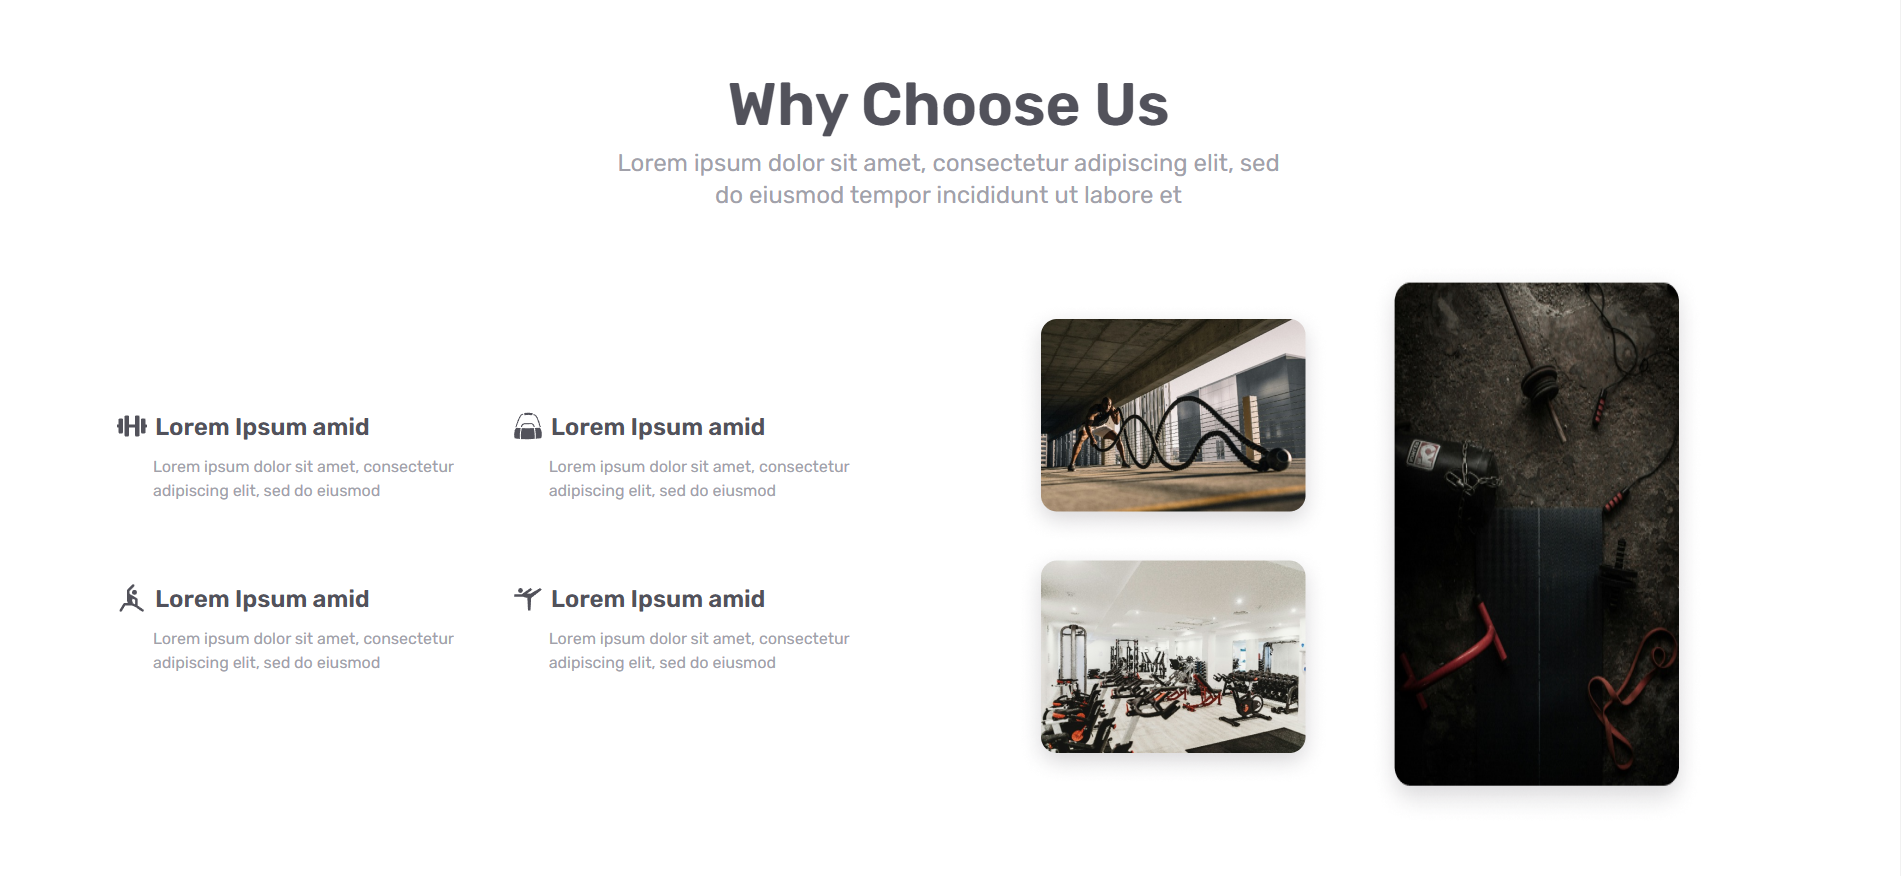 Why Choose Us
Lorem ipsum dolor sit amet, consectetur adipiscing elit, sed
do eiusmod tempor incididunt ut labore et
Lorem Ipsum amid
Lorem ipsum dolor sit amet, consectetur
adipiscing elit, sed do eiusmod
Lorem Ipsum amid
Lorem ipsum dolor sit amet, consectetur
adipiscing elit, sed do eiusmod
Lorem Ipsum amid
Lorem ipsum dolor sit amet, consectetur
adipiscing elit, sed do eiusmod
Lorem Ipsum amid
Lorem ipsum dolor sit amet, consectetur
adipiscing elit, sed do eiusmod